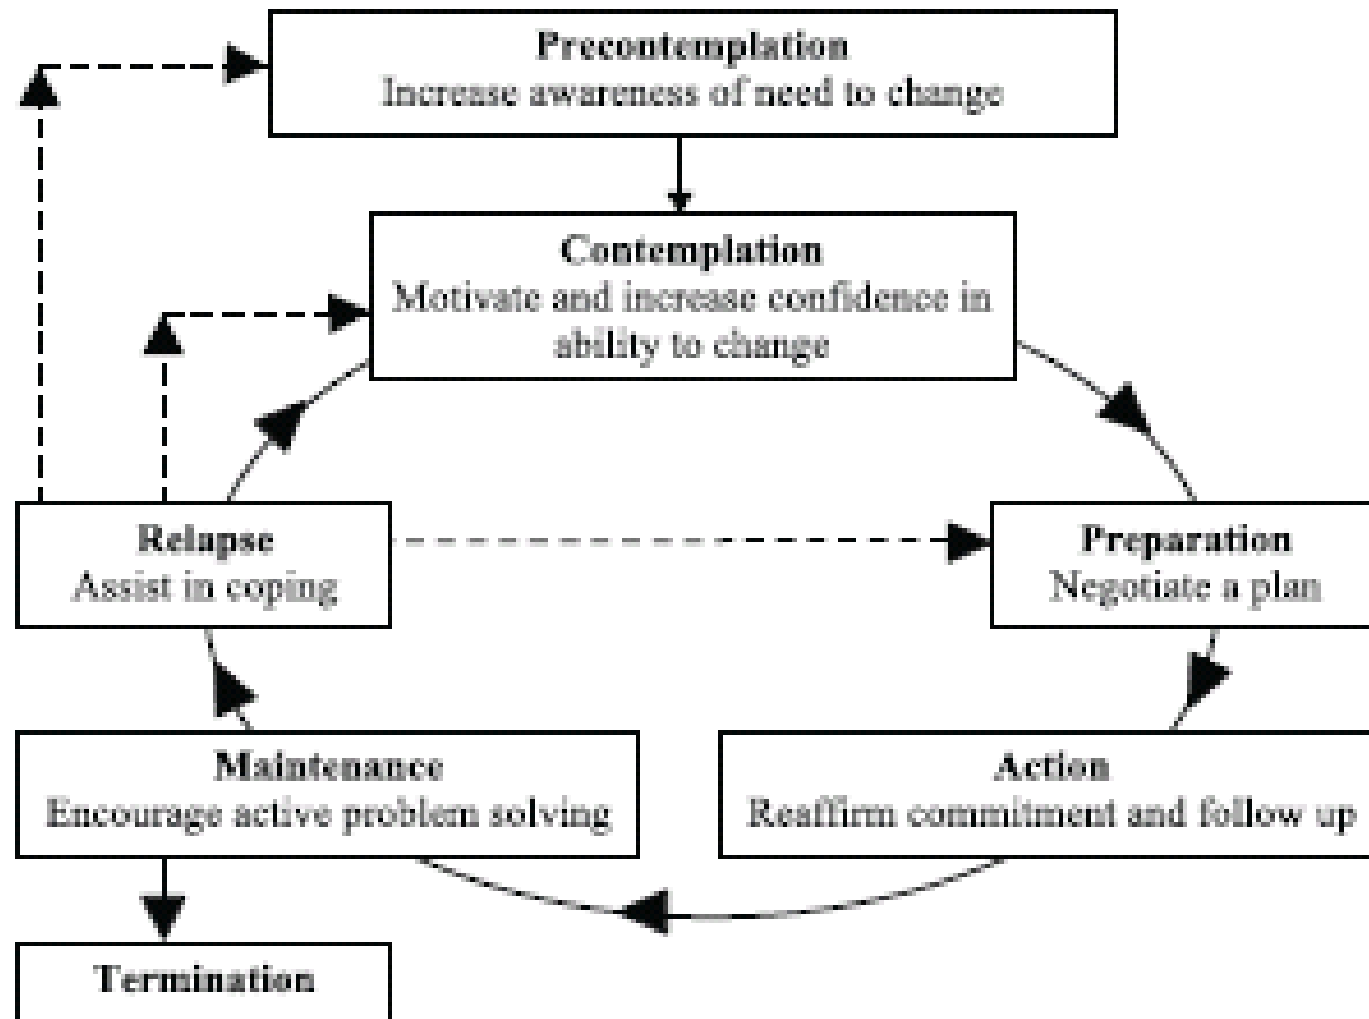 Precontemplation
Increase awareness of need to change
Contemplation
Motivate and increase confidence in
ability to change
Relapse
Assist in coping
Preparation
Negotiate a plan
Maintenance
Encourage active problem solving
Action
Reaffirm commitment and follow up
Termination